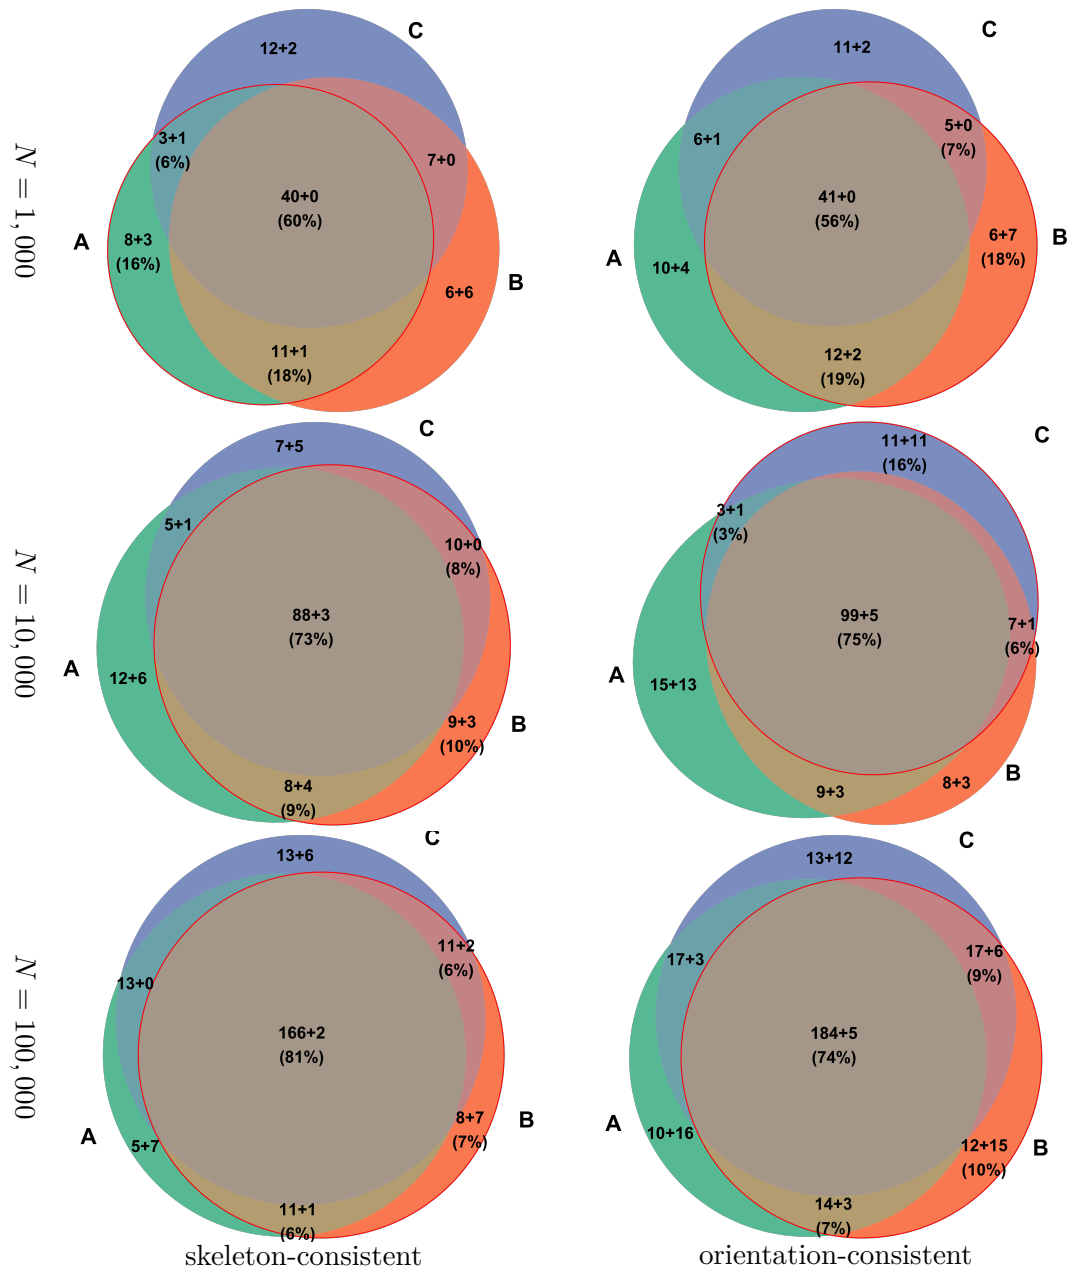 N = 1,000
C
12+2
3+1
(6%)
7+0
40+0
(60%)
A
8+3
(16%)
B
6+6
11+1
(18%)
C
11+2
6+1
5+0
(7%)
41+0
(56%)
A
10+4
6+7
(18%)
B
12+2
(19%)
N = 10,000
C
7+5
5+1
10+0
(8%)
88+3
(73%)
A
12+6
9+3
(10%)
B
8+4
(9%)
C
11+11
(16%)
3+1
(3%)
99+5
(75%)
7+1
(6%)
A
15+13
B
9+3
8+3
N = 100,000
C
13+6
11+2
(6%)
13+0
166+2
(81%)
A
5+7
8+7
(7%)
B
11+1
(6%)
skeleton-consistent
C
13+12
17+3
17+6
(9%)
184+5
(74%)
A
10+16
12+15
(10%)
B
14+3
(7%)
orientation-consistent